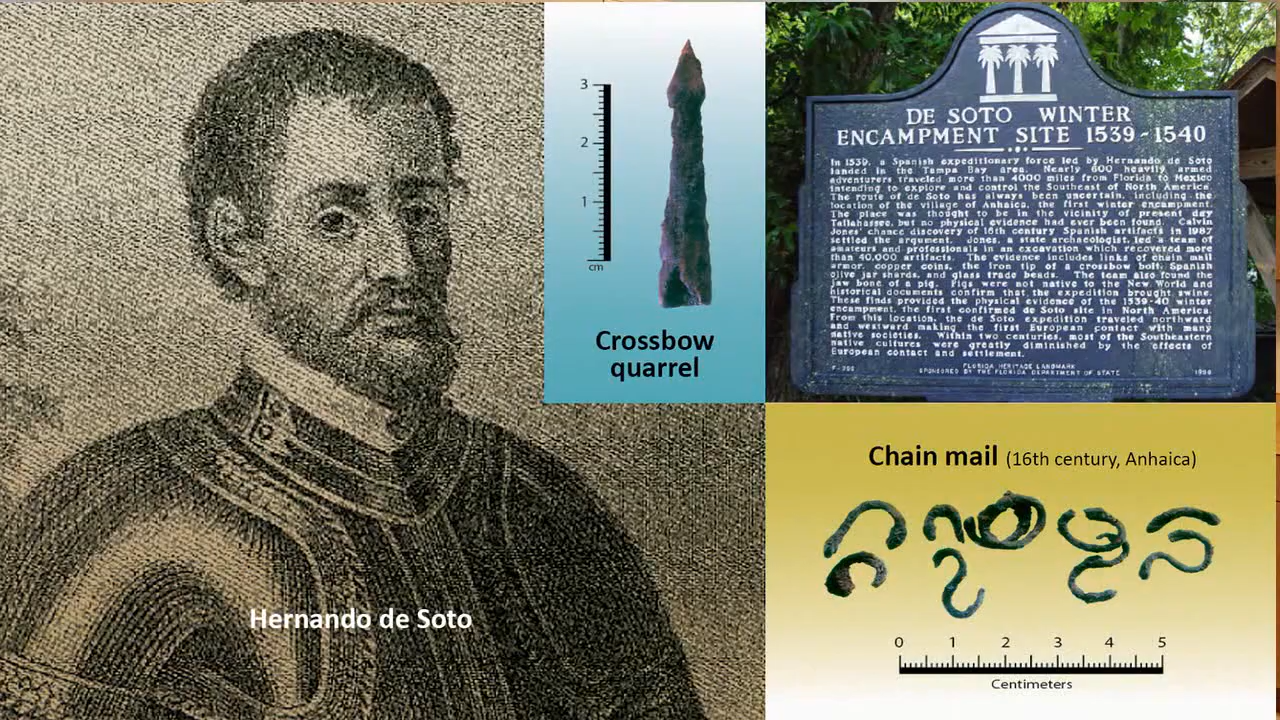 Hernando de Soto
3
2
1
cm
Crossbow
quarrel
DE SOTO WINTER
ENCAMPMENT SITE 1539-1540
In 1539, a Spanish expeditionary force led by Hernando de Soto
landed in the Tampa Bay area. Nearly 600 heavily armed
adventurers traveled more than 4000 miles from Florida to Mexico
intending to explore and control the Southeast of North America.
The route of de Soto has always been uncertain, including the
location of the village of Anhaica, the first winter encampment.
The place was thought to be in the vicinity of present day
Tallahassee, but no physical evidence had ever been found. Calvin
Jones' chance discovery of 16th century Spanish artifacts in 1987
settled the argument. Jones, a state archaeologist, led a team of
amateurs and professionals in an excavation which recovered more
than 40,000 artifacts. The evidence includes links of chain mail
armor, copper coins, the iron tip of a crossbow bolt, Spanish
olive jar shards, and glass trade beads. The team also found the
jaw bone of a pig. Pigs were not native to the New World and
historical documents confirm that the expedition brought swine.
These finds provided the physical evidence of the 1539-40 winter
encampment, the first confirmed de Soto site in North America.
From this location, the de Soto expedition traveled northward
and westward making the first European contact with many
native societies. Within two centuries, most of the Southeastern
native cultures were greatly diminished by the effects of
European contact and settlement.
FLORIDA HERITAGE LANDMARK
SPONSORED BY THE FLORIDA DEPARTMENT OF STATE
Chain mail (16th century, Anhaica)
0 1 2 3 4 5
Centimeters